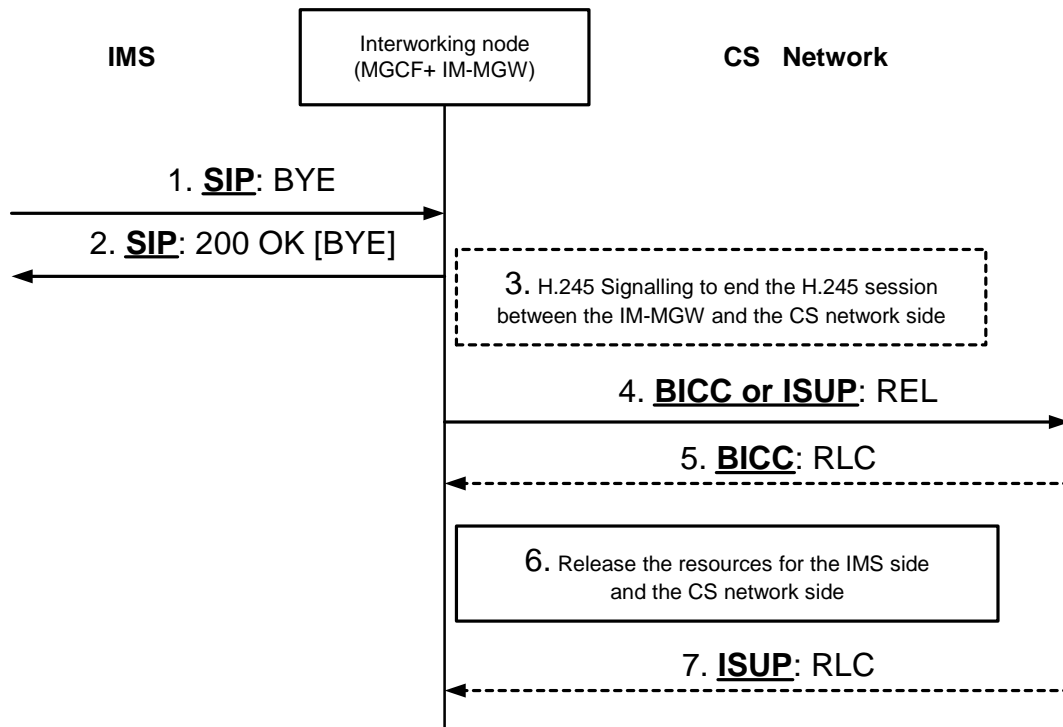 IMS
Interworking node
(MGCF+ IM-MGW)
CS Network
1. SIP: BYE
2. SIP: 200 OK [BYE]
3. H.245 Signalling to end the H.245 session
between the IM-MGW and the CS network side
4. BICC or ISUP: REL
5. BICC: RLC
6. Release the resources for the IMS side
and the CS network side
7. ISUP: RLC